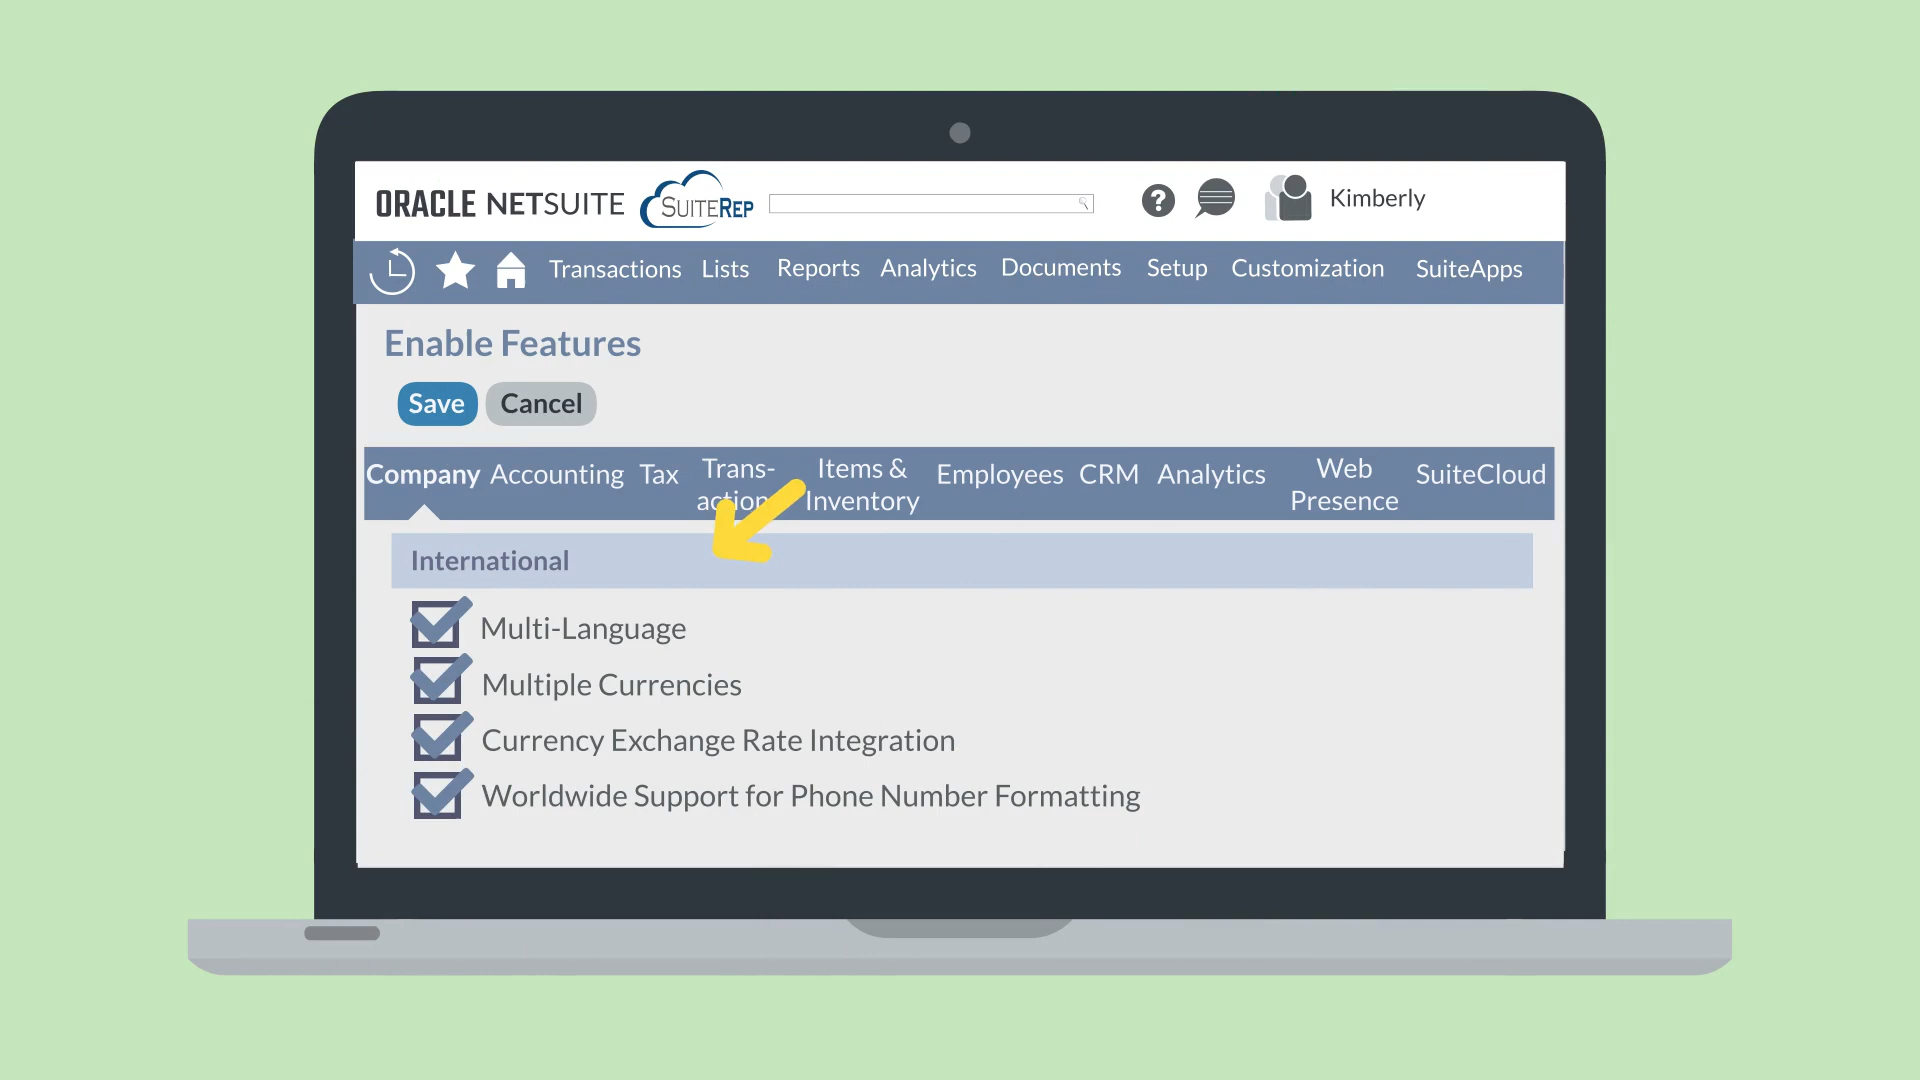 ORACLE NETSUITE SUITEREP ? Kimberly
Transactions Lists Reports Analytics Documents Setup Customization SuiteApps
Enable Features
Save Cancel
Company Accounting Tax Trans- Items & Employees CRM Analytics Web SuiteCloud
action Inventory Presence
International
Multi-Language
Multiple Currencies
Currency Exchange Rate Integration
Worldwide Support for Phone Number Formatting